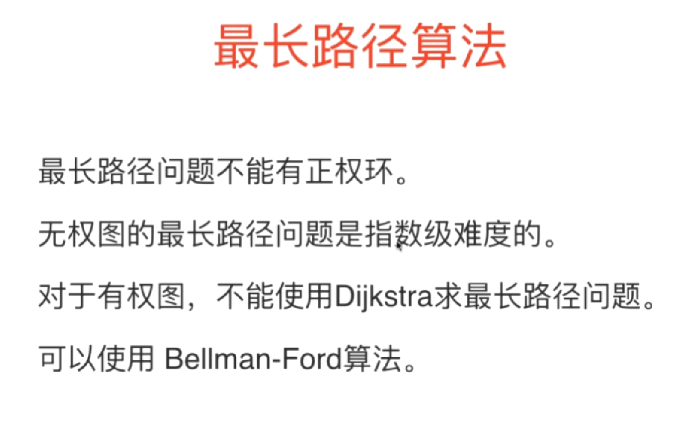 最长路径算法
最长路径问题不能有正权环。
无权图的最长路径问题是指数级难度的。
对于有权图，不能使用Dijkstra求最长路径问题。
可以使用 Bellman-Ford算法。